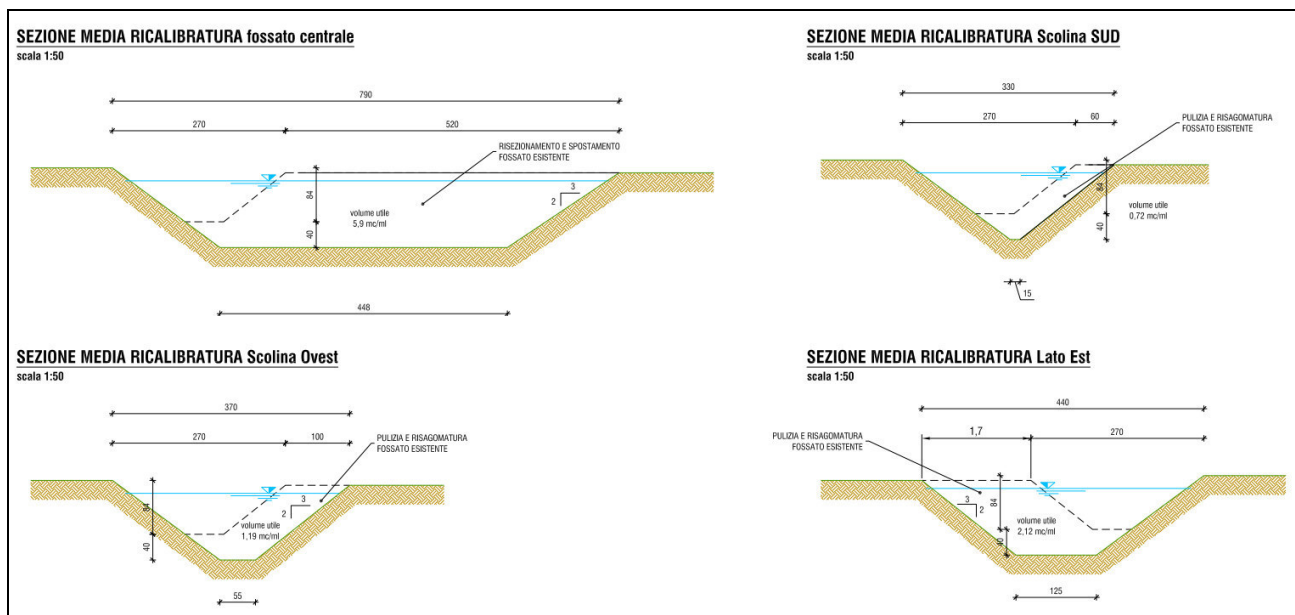 SEZIONE MEDIA RICALIBRATURA fossato centrale
scala 1:50
790
270
520
RISEZIONAMENTO E SPOSTAMENTO
FOSSATO ESISTENTE
84
40
volume utile
5,9 mc/ml
3
2
448
SEZIONE MEDIA RICALIBRATURA Scolina SUD
scala 1:50
330
270
60
PULIZIA E RISAGOMATURA
FOSSATO ESISTENTE
84
40
volume utile
0,72 mc/ml
15
SEZIONE MEDIA RICALIBRATURA Scolina Ovest
scala 1:50
370
270
100
PULIZIA E RISAGOMATURA
FOSSATO ESISTENTE
84
40
3
2
volume utile
1,19 mc/ml
55
SEZIONE MEDIA RICALIBRATURA Lato Est
scala 1:50
440
1,7
270
PULIZIA E RISAGOMATURA
FOSSATO ESISTENTE
3
2
84
40
volume utile
2,12 mc/ml
125